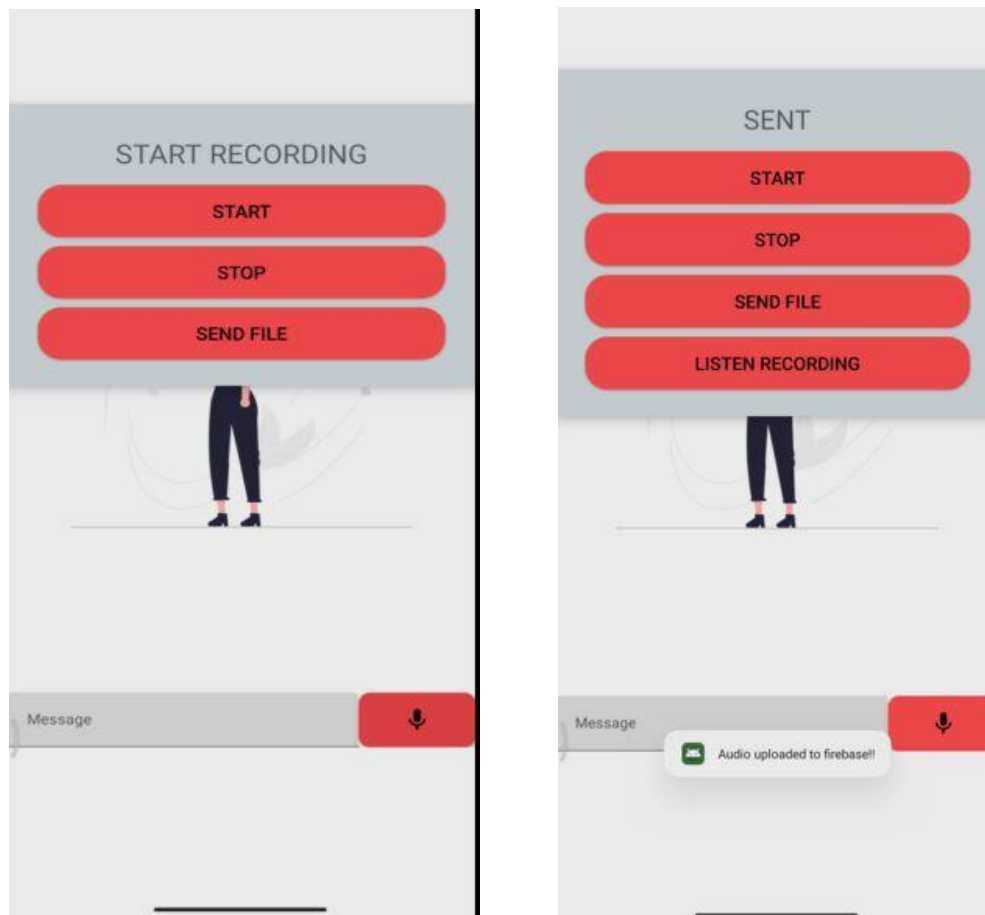 START RECORDING
START
STOP
SEND FILE
Message
SENT
START
STOP
SEND FILE
LISTEN RECORDING
Message
Audio uploaded to firebase!!